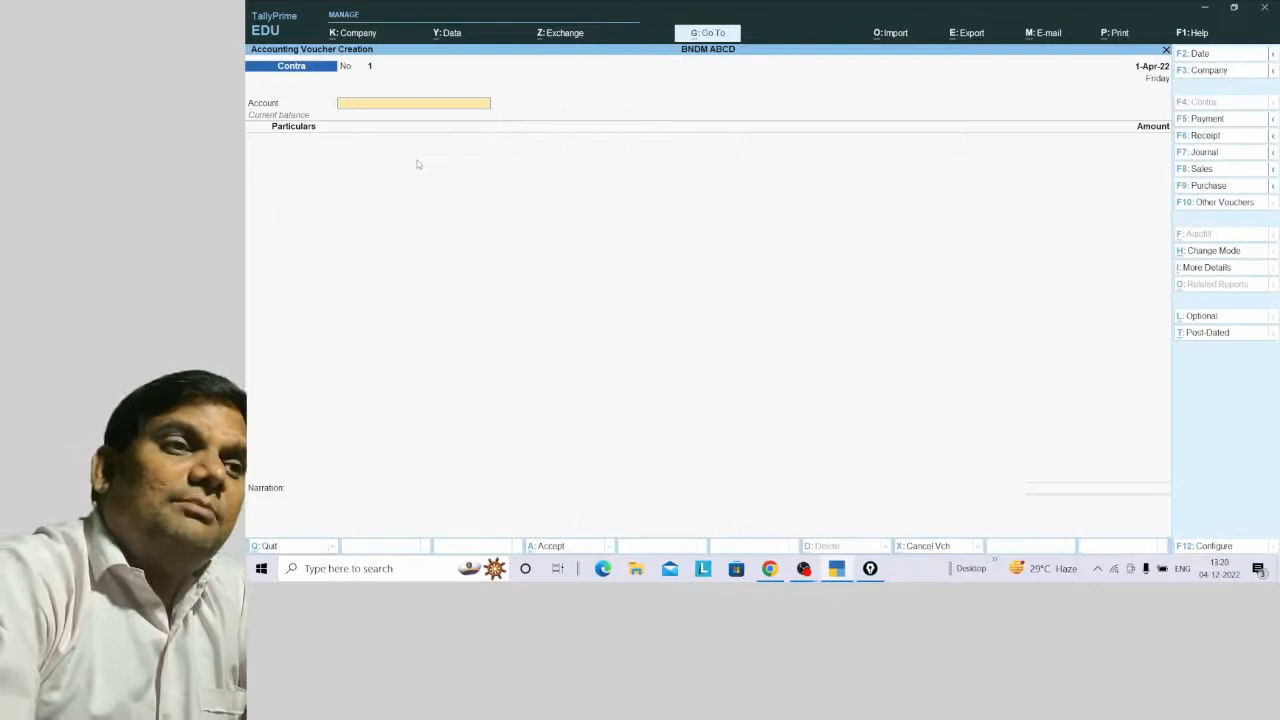 TallyPrime
MANAGE
EDU
K: Company
Y: Data
Z: Exchange
G: Go To
O: Import
E: Export
M: E-mail
P: Print
F1: Help
Accounting Voucher Creation
BNDM ABCD
F2: Date
Contra
No. 1
1-Apr-22
F3: Company
Friday
Account
F4: Contra
Current balance
F5: Payment
Particulars
Amount
F6: Receipt
F7: Journal
F8: Sales
F9: Purchase
F10: Other Vouchers
F: Autofill
H: Change Mode
I: More Details
O: Related Reports
L: Optional
T: Post-Dated
Narration:
Q: Quit
A: Accept
D: Delete
X: Cancel Vch
F12: Configure
Type here to search
Desktop
29°C Haze
ENG
13:20
04-12-2022